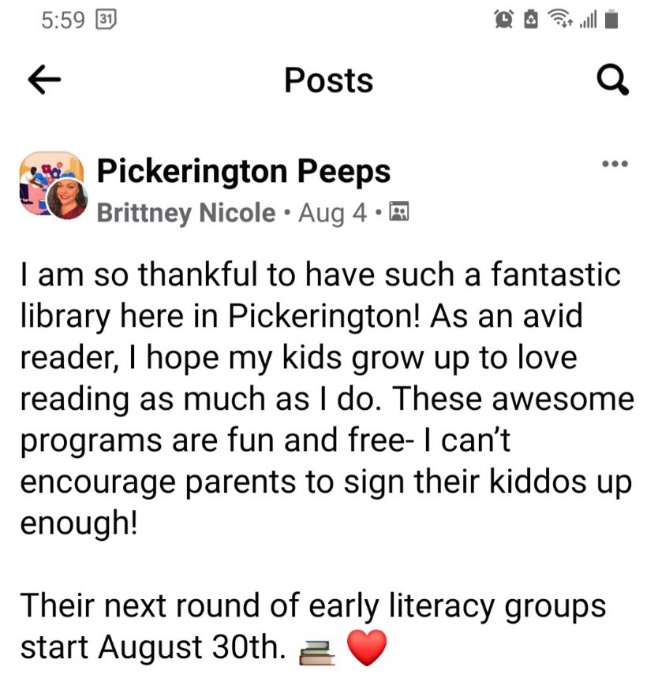 5:59 31
Posts
Pickerington Peeps
Brittney Nicole • Aug 4 •
I am so thankful to have such a fantastic
library here in Pickerington! As an avid
reader, I hope my kids grow up to love
reading as much as I do. These awesome
programs are fun and free- I can't
encourage parents to sign their kiddos up
enough!
Their next round of early literacy groups
start August 30th. 📚 ❤️